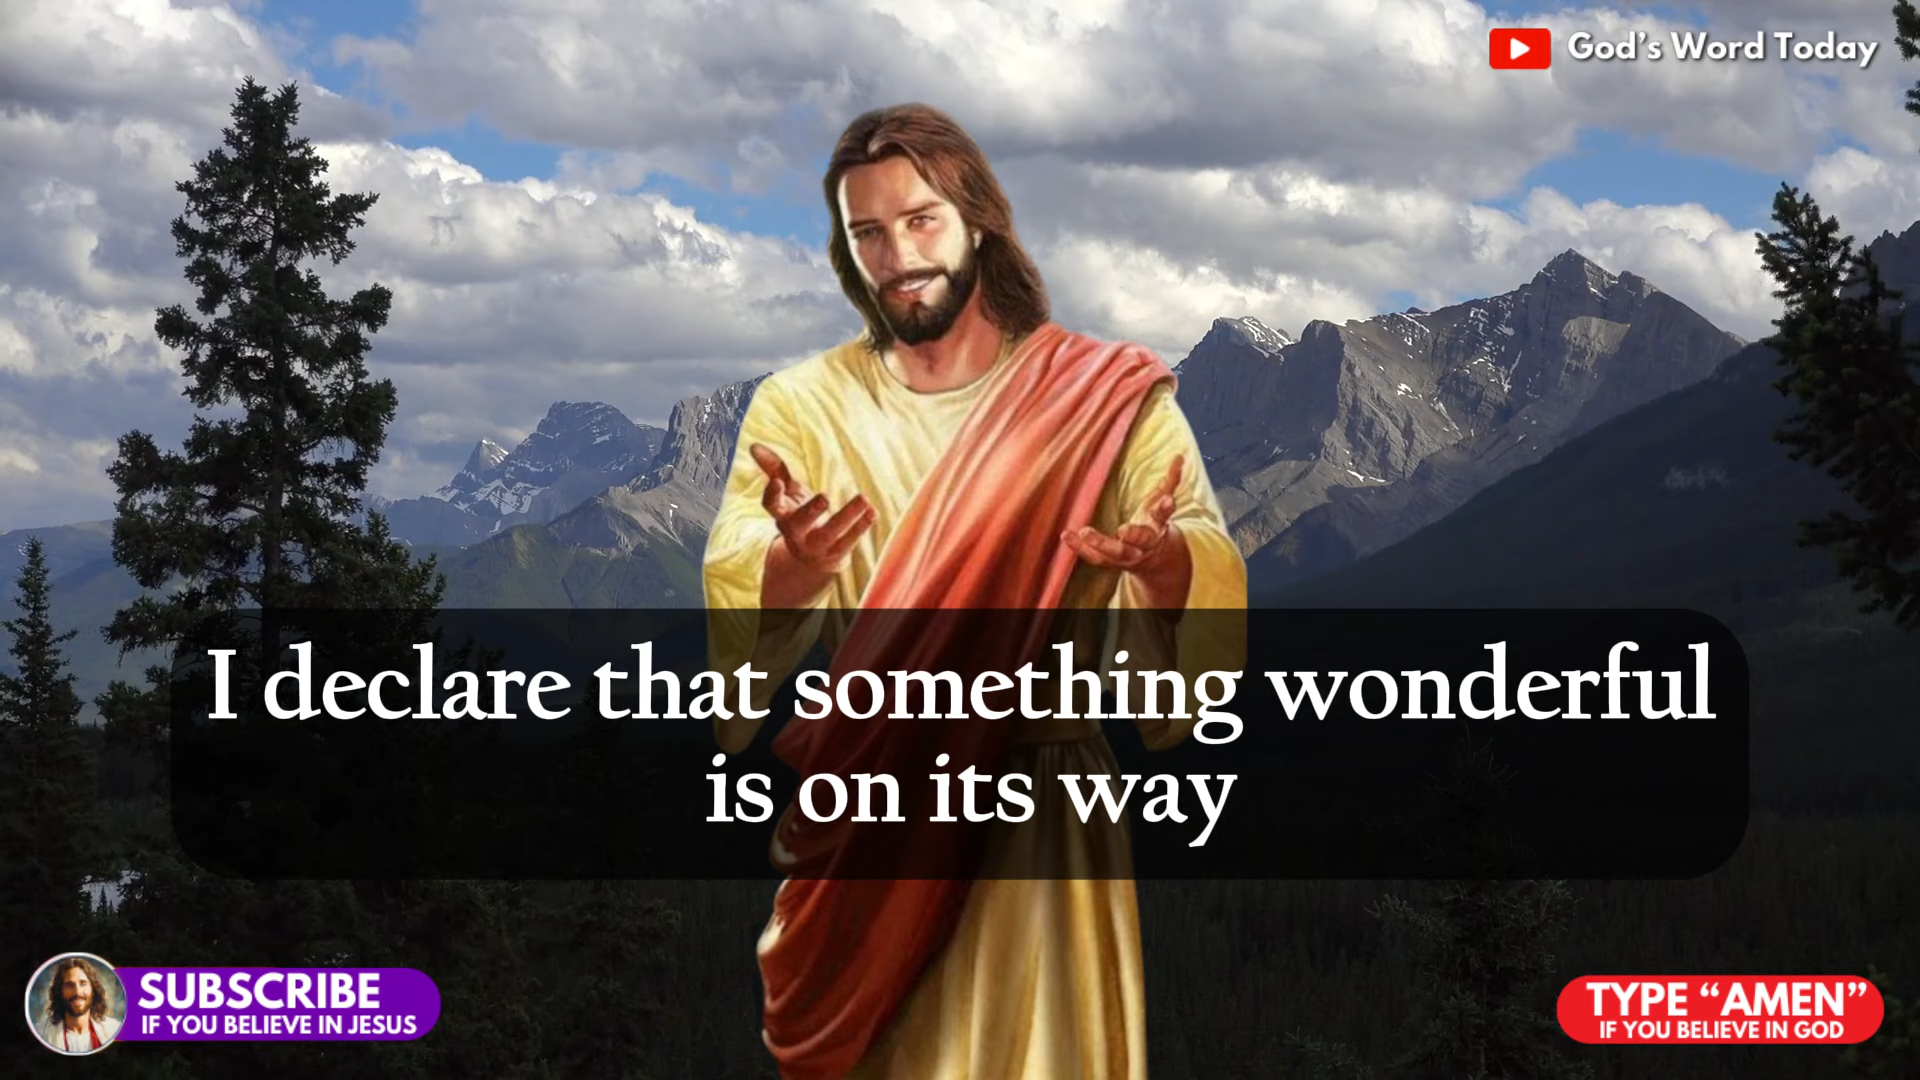 God's Word Today
I declare that something wonderful
is on its way
SUBSCRIBE
IF YOU BELIEVE IN JESUS
TYPE “AMEN”
IF YOU BELIEVE IN GOD